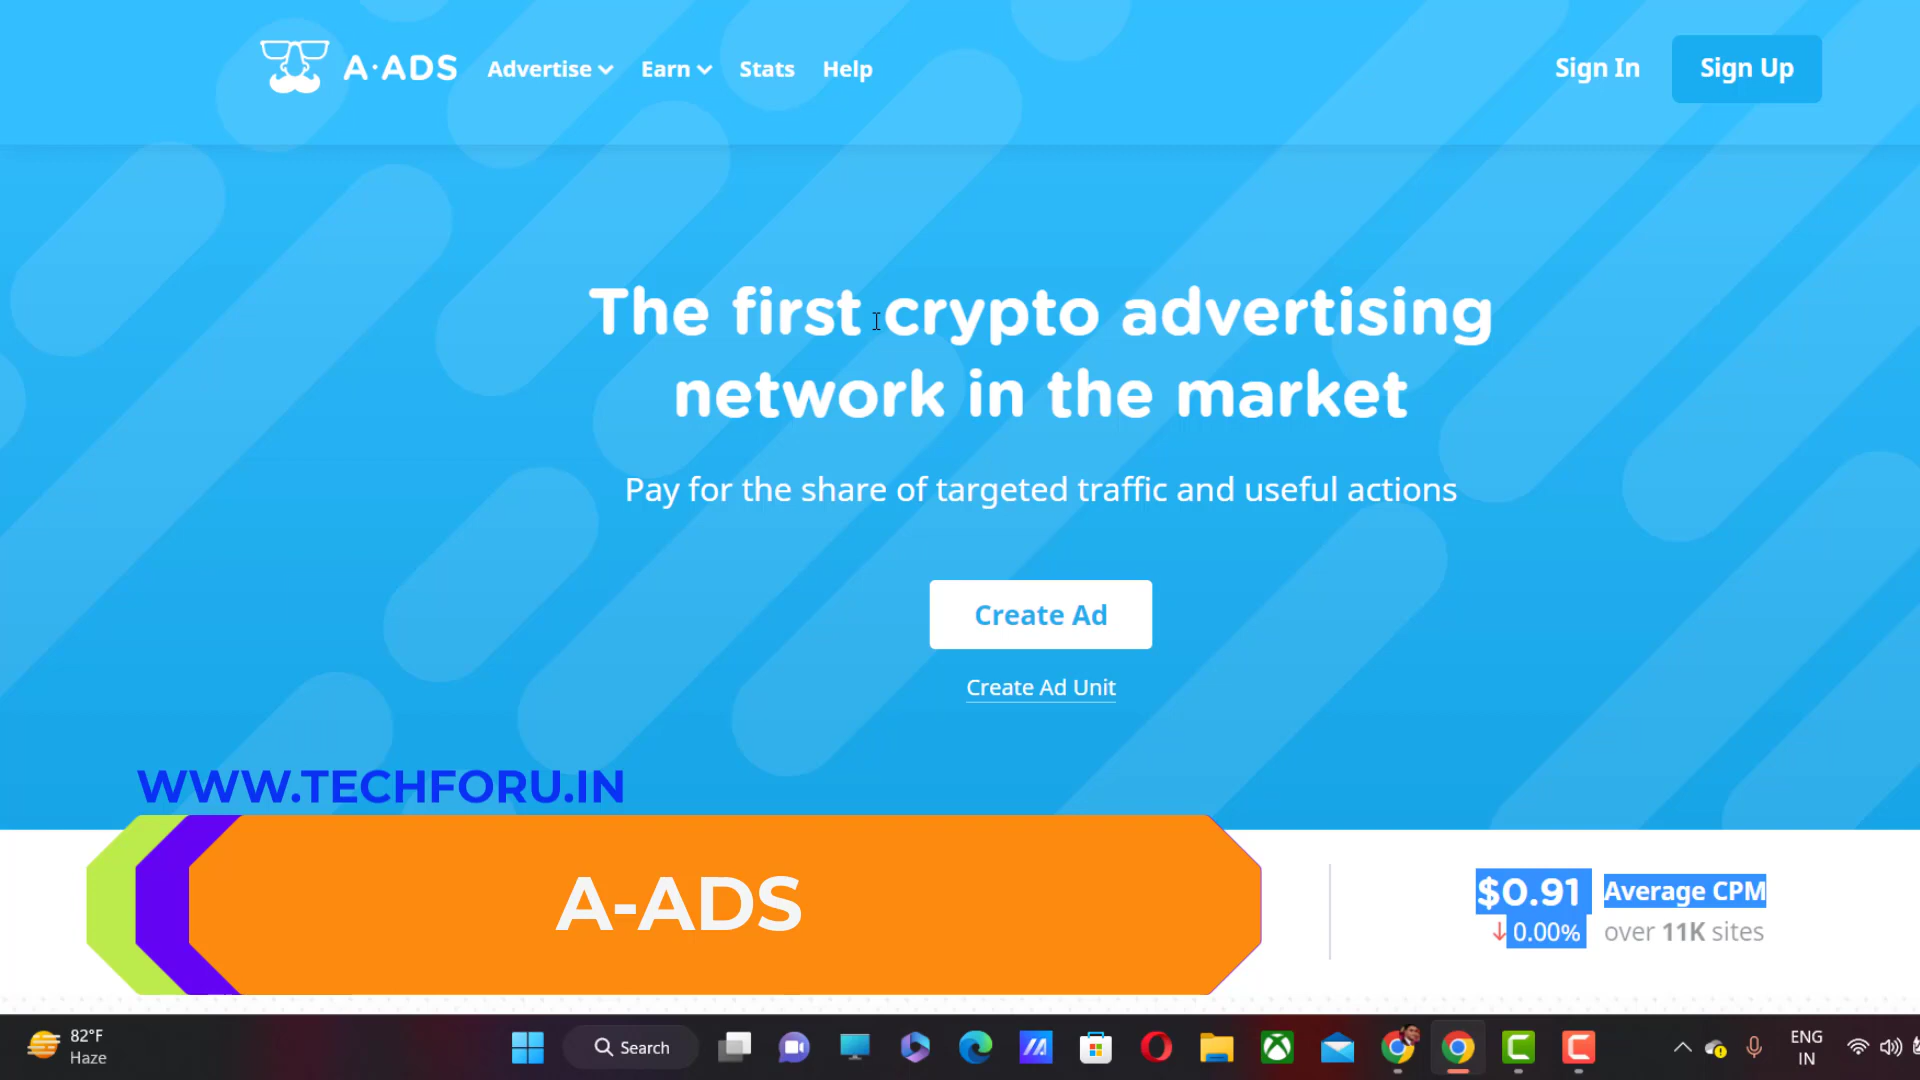 A-ADS Advertise Earn Stats Help Sign In Sign Up
The first crypto advertising
network in the market
Pay for the share of targeted traffic and useful actions
Create Ad
Create Ad Unit
WWW.TECHFORU.IN
A-ADS
$0.91 Average CPM
0.00% over 11K sites
82°F
Haze
Search
ENG
IN